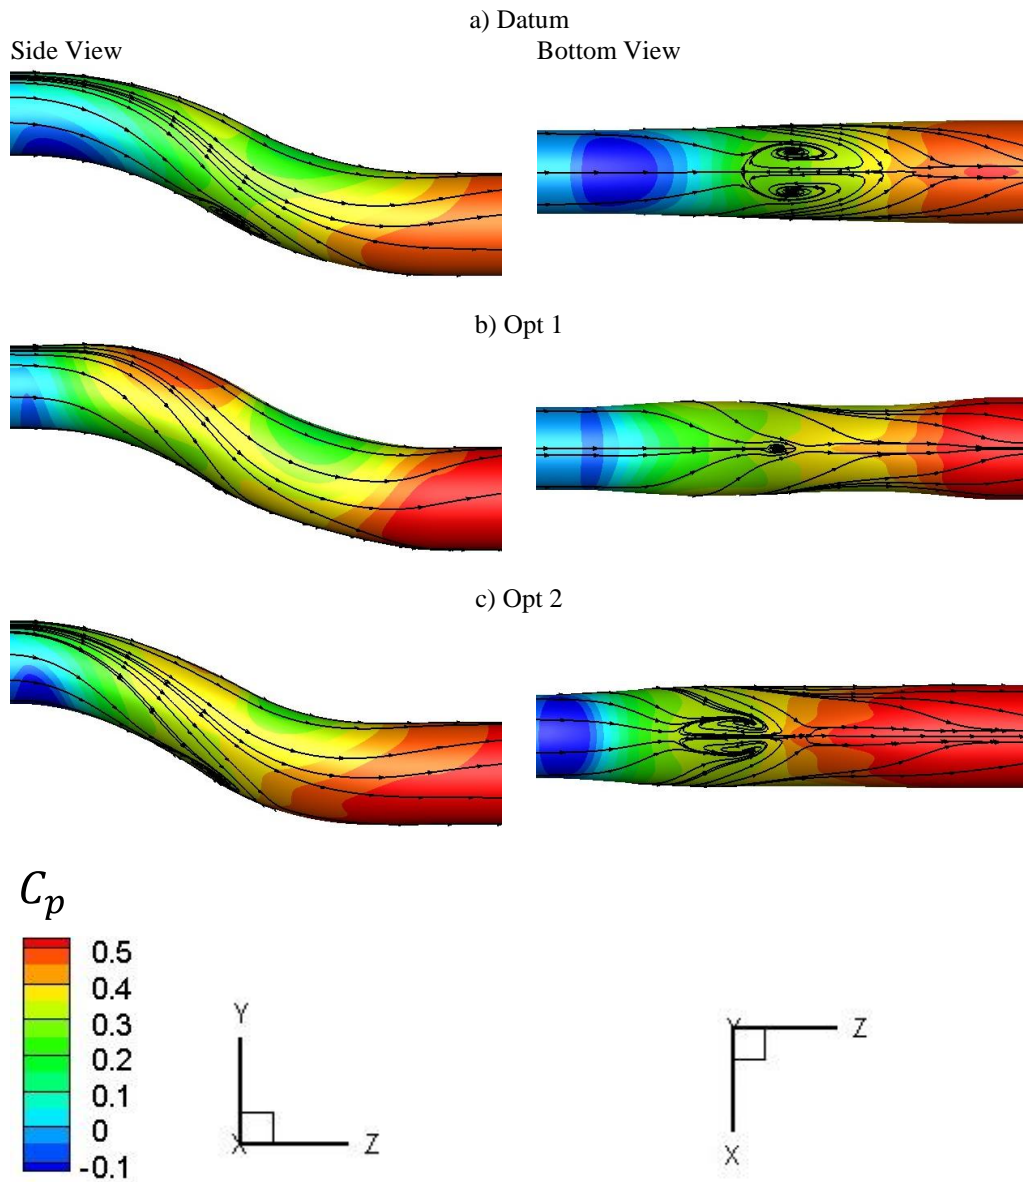 a) Datum
Side View Bottom View
b) Opt 1
c) Opt 2
Cp
0.5
0.4
0.3
0.2
0.1
0
-0.1
Y
X Z
Y Z
X